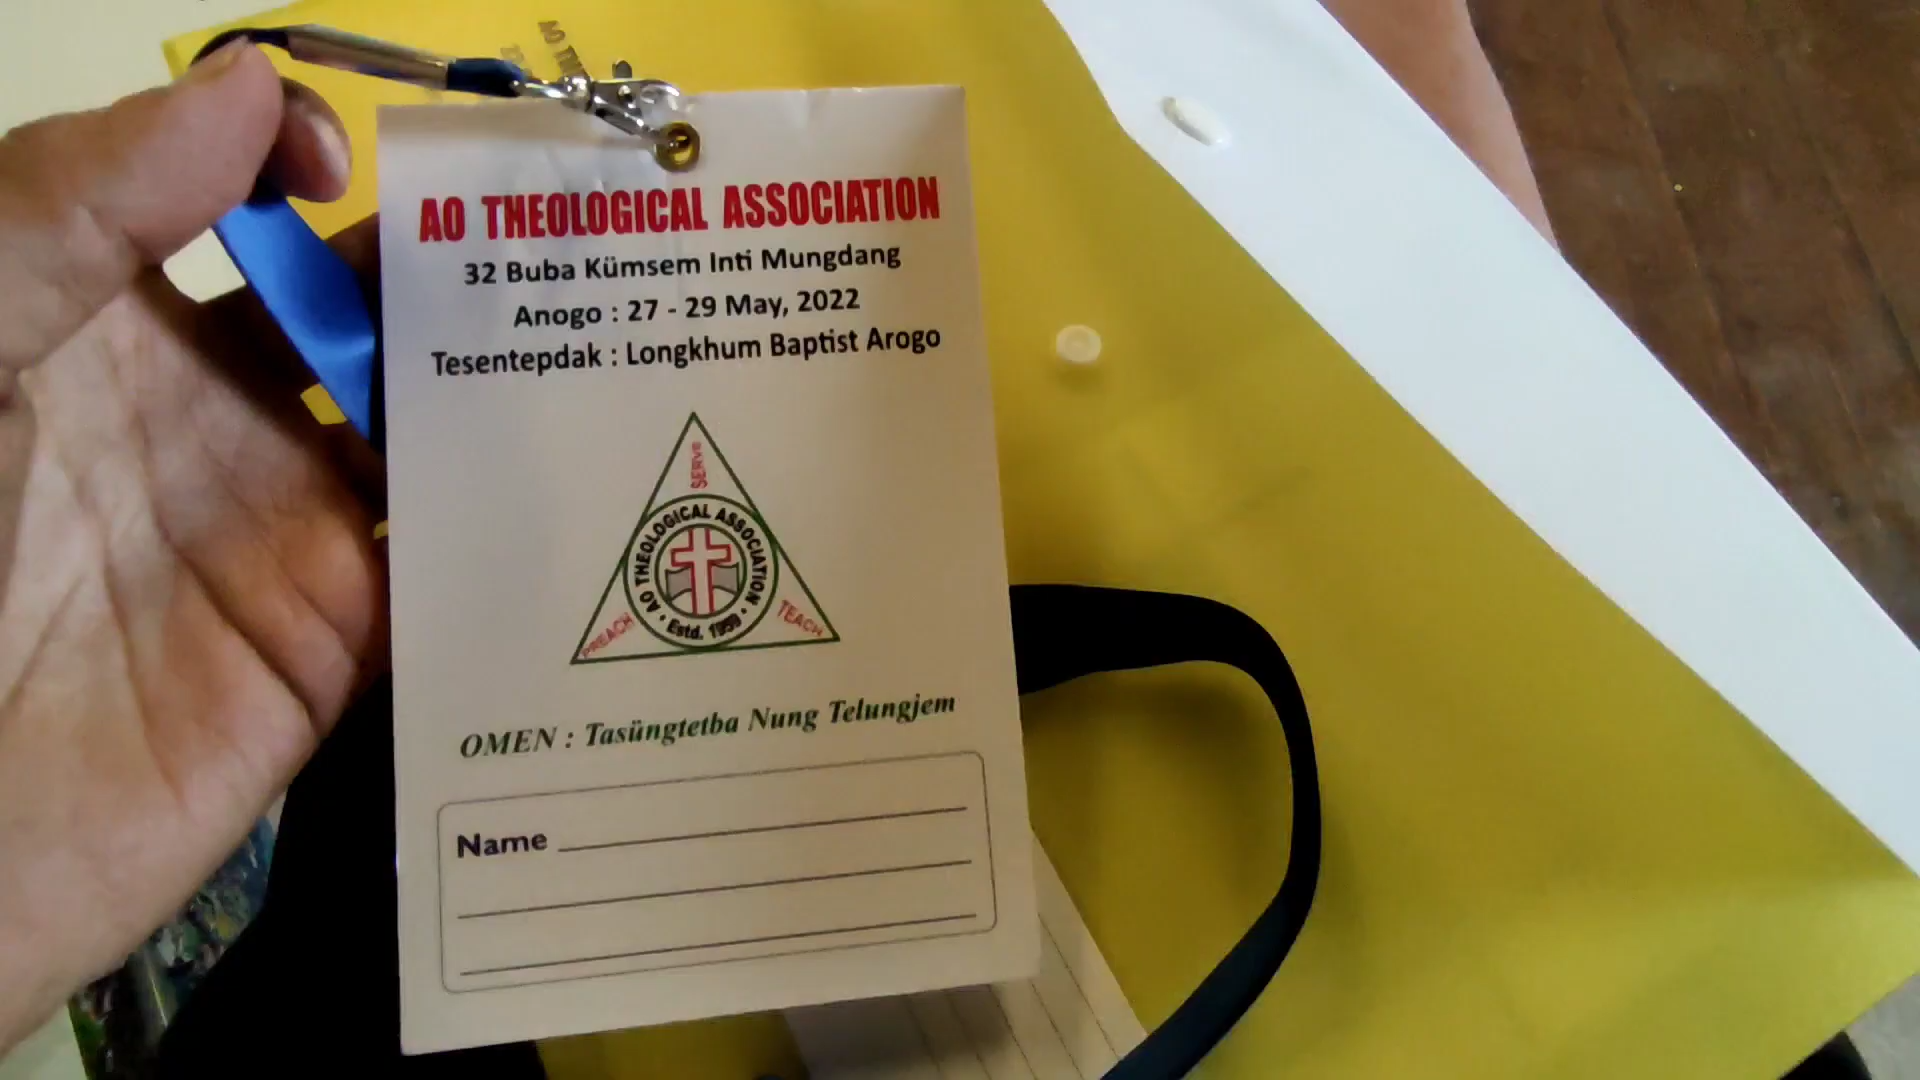 AO THEOLOGICAL ASSOCIATION
32 Buba Kümsem Inti Mungdang
Anogo : 27 - 29 May, 2022
Tesentepdak : Longkhum Baptist Arogo
SERVE
AO THEOLOGICAL ASSOCIATION
Estd. 1959
PREACH
TEACH
OMEN : Tasüngtetba Nung Telungjem
Name